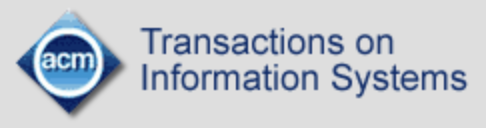 acm
Transactions on
Information Systems